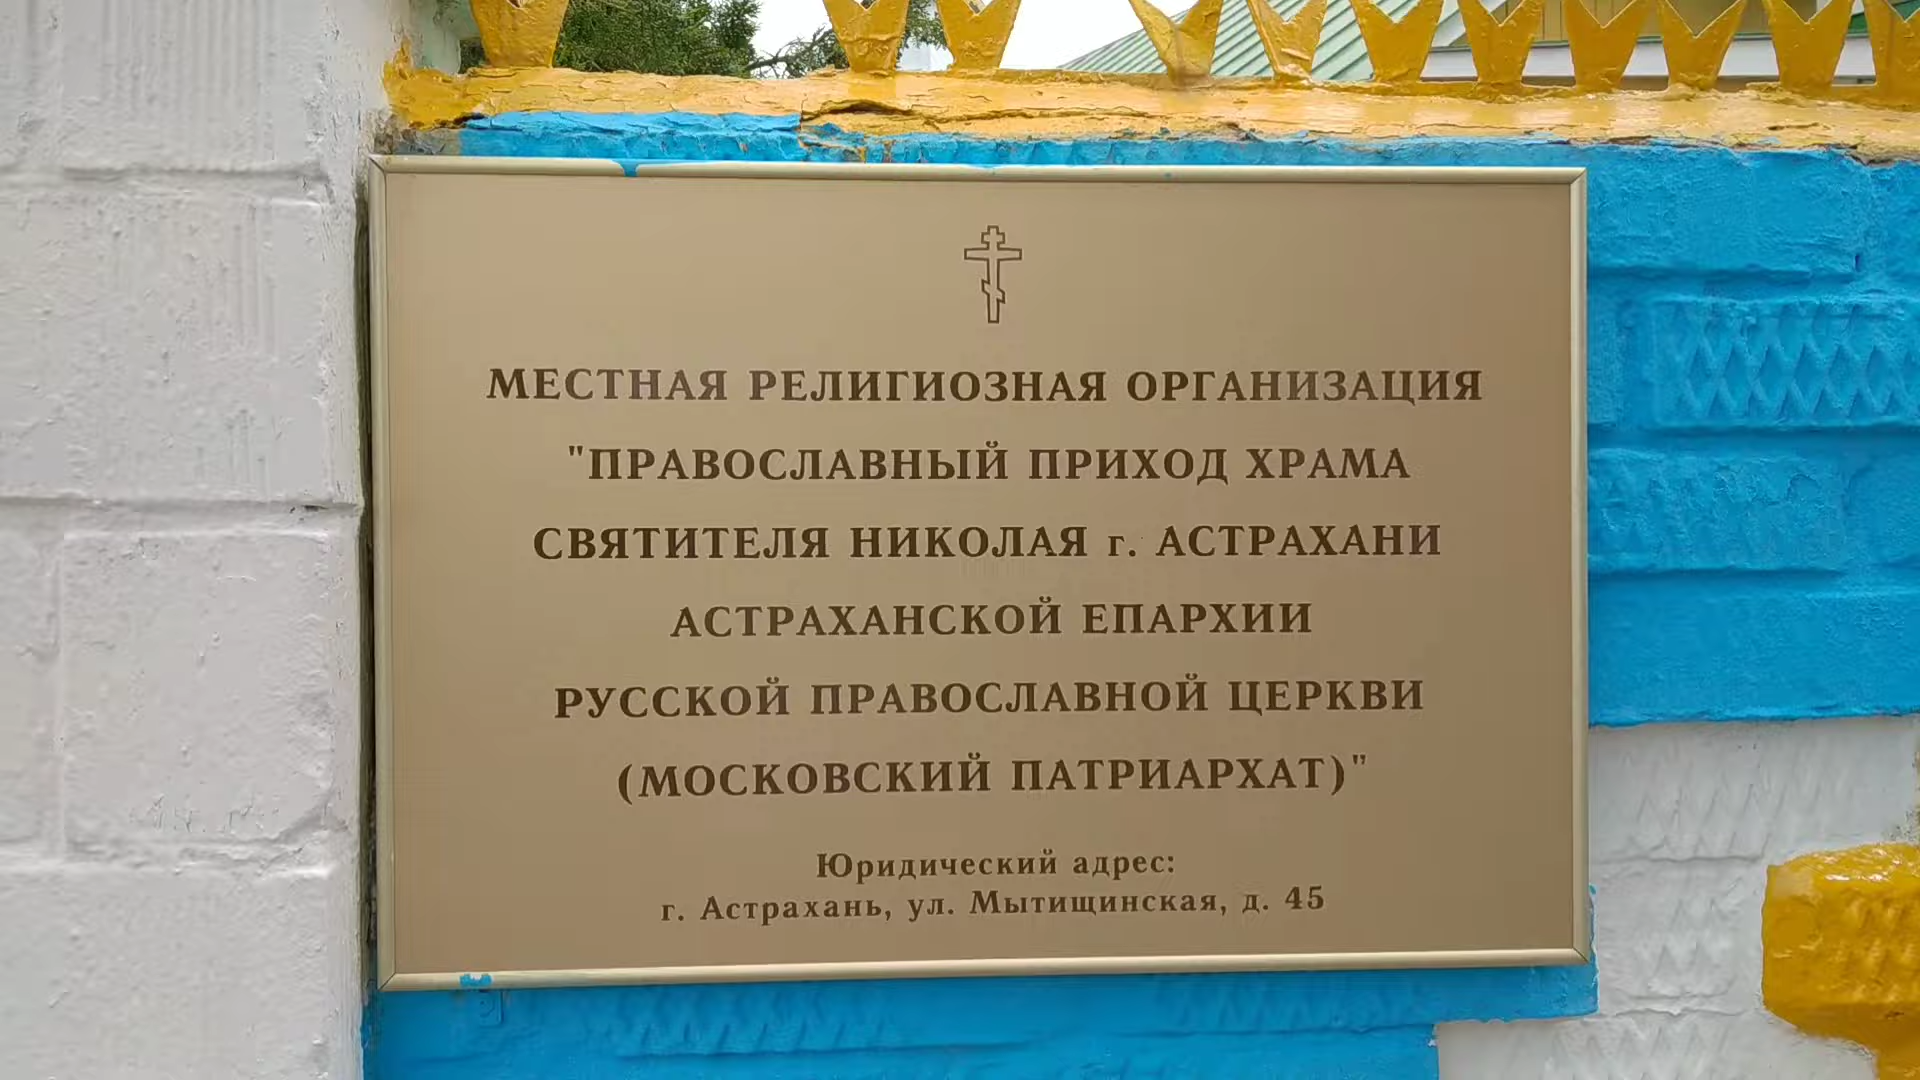 МЕСТНАЯ РЕЛИГИОЗНАЯ ОРГАНИЗАЦИЯ
"ПРАВОСЛАВНЫЙ ПРИХОД ХРАМА
СВЯТИТЕЛЯ НИКОЛАЯ г. АСТРАХАНИ
АСТРАХАНСКОЙ ЕПАРХИИ
РУССКОЙ ПРАВОСЛАВНОЙ ЦЕРКВИ
(МОСКОВСКИЙ ПАТРИАРХАТ)"
Юридический адрес:
г. Астрахань, ул. Мытищинская, д. 45